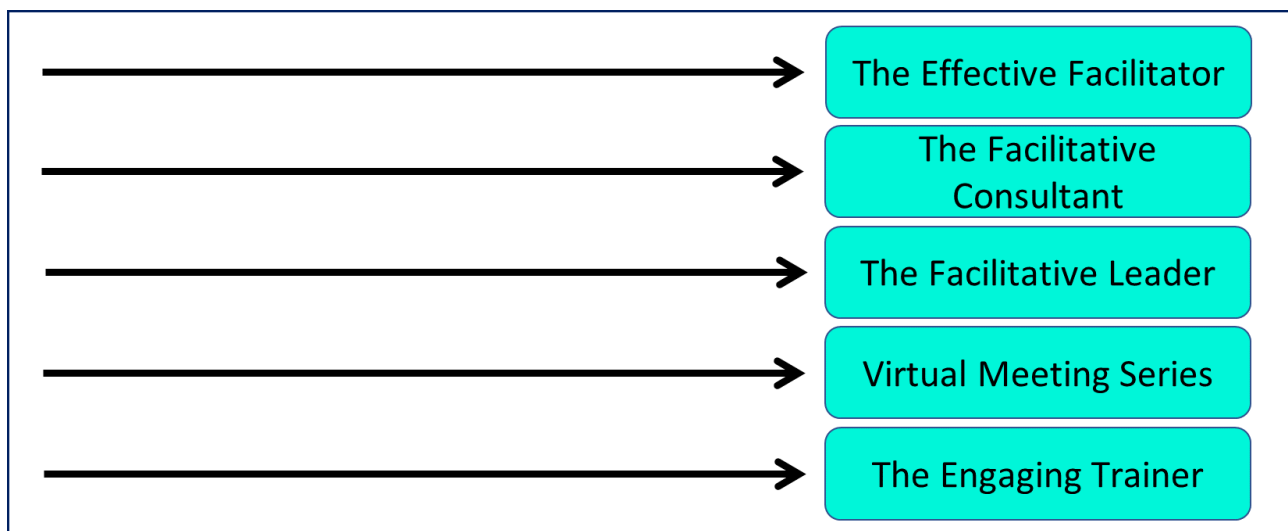 The Effective Facilitator
The Facilitative
Consultant
The Facilitative Leader
Virtual Meeting Series
The Engaging Trainer